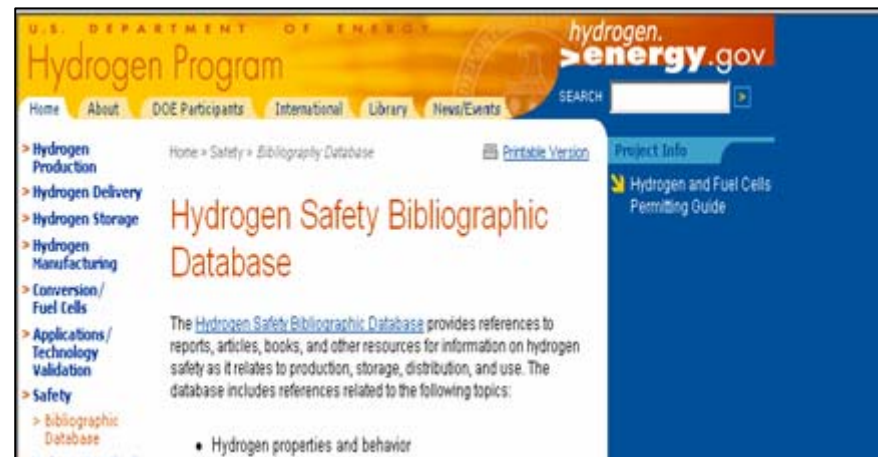 U.S. DEPARTMENT OF ENERGY
Hydrogen Program
hydrogen.
>energy.gov
SEARCH
Home About DOE Participants International Library News/Events
> Hydrogen
Production
> Hydrogen Delivery
> Hydrogen Storage
> Hydrogen
Manufacturing
> Conversion/
Fuel Cells
> Applications/
Technology
Validation
> Safety
> Bibliographic
Database
Home » Safety » Bibliography Database
Printable Version
Hydrogen Safety Bibliographic
Database
The Hydrogen Safety Bibliographic Database provides references to
reports, articles, books, and other resources for information on hydrogen
safety as it relates to production, storage, distribution, and use. The
database includes references related to the following topics:
• Hydrogen properties and behavior
Project Info
Hydrogen and Fuel Cells
Permitting Guide